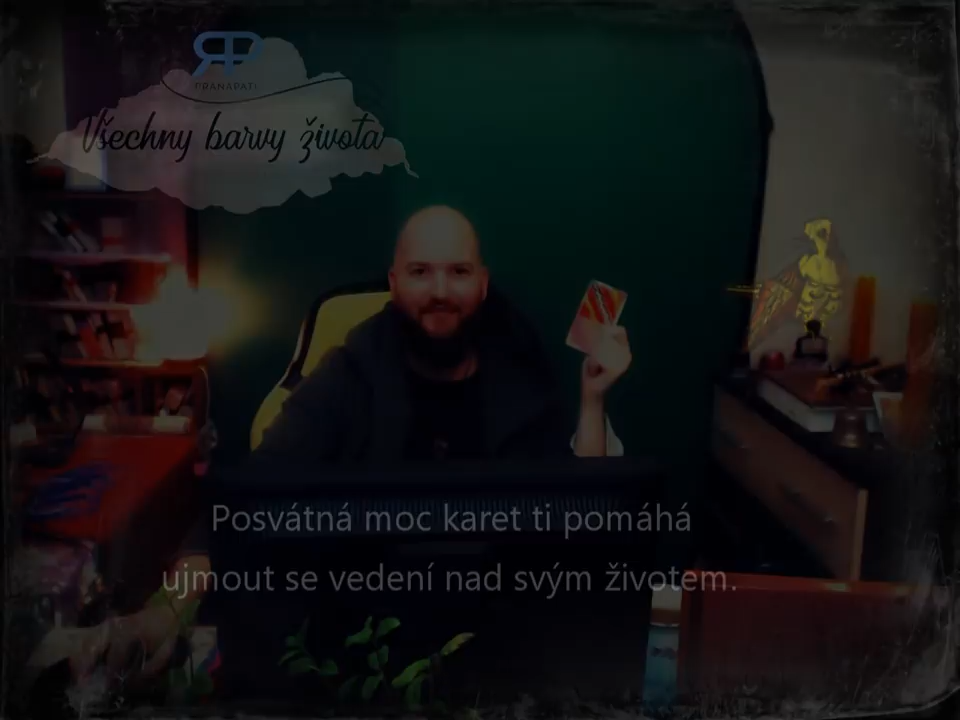 PRANAPATI
Všechny barvy života
Posvátná moc karet ti pomáhá
ujmout se vedení nad svým životem.